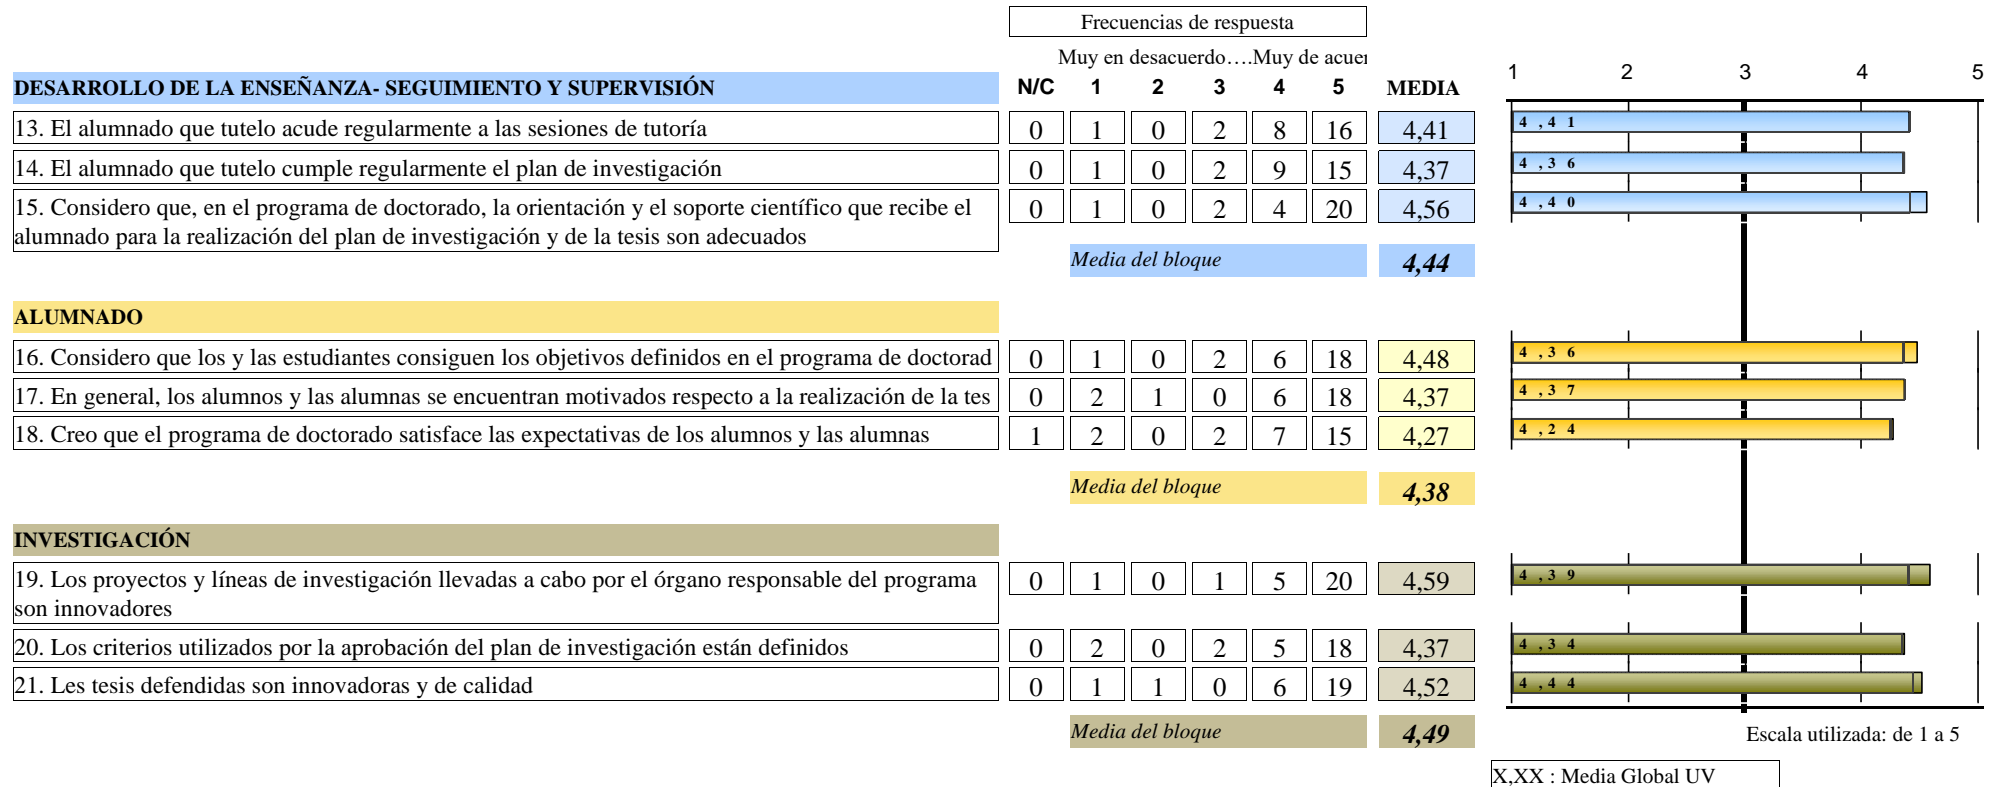 Frecuencias de respuesta
Muy en desacuerdo….Muy de acuer
DESARROLLO DE LA ENSEÑANZA- SEGUIMIENTO Y SUPERVISIÓN N/C 1 2 3 4 5 MEDIA 1 2 3 4 5
13. El alumnado que tutelo acude regularmente a las sesiones de tutoría 0 1 0 2 8 16 4,41 4,41
14. El alumnado que tutelo cumple regularmente el plan de investigación 0 1 0 2 9 15 4,37 4,36
15. Considero que, en el programa de doctorado, la orientación y el soporte científico que recibe el 0 1 0 2 4 20 4,56 4,40
alumnado para la realización del plan de investigación y de la tesis son adecuados
Media del bloque 4,44
ALUMNADO
16. Considero que los y las estudiantes consiguen los objetivos definidos en el programa de doctorad 0 1 0 2 6 18 4,48 4,36
17. En general, los alumnos y las alumnas se encuentran motivados respecto a la realización de la tes 0 2 1 0 6 18 4,37 4,37
18. Creo que el programa de doctorado satisface las expectativas de los alumnos y las alumnas 1 2 0 2 7 15 4,27 4,24
Media del bloque 4,38
INVESTIGACIÓN
19. Los proyectos y líneas de investigación llevadas a cabo por el órgano responsable del programa 0 1 0 1 5 20 4,59 4,39
son innovadores
20. Los criterios utilizados por la aprobación del plan de investigación están definidos 0 2 0 2 5 18 4,37 4,34
21. Les tesis defendidas son innovadoras y de calidad 0 1 1 0 6 19 4,52 4,44
Media del bloque 4,49
Escala utilizada: de 1 a 5
X,XX : Media Global UV